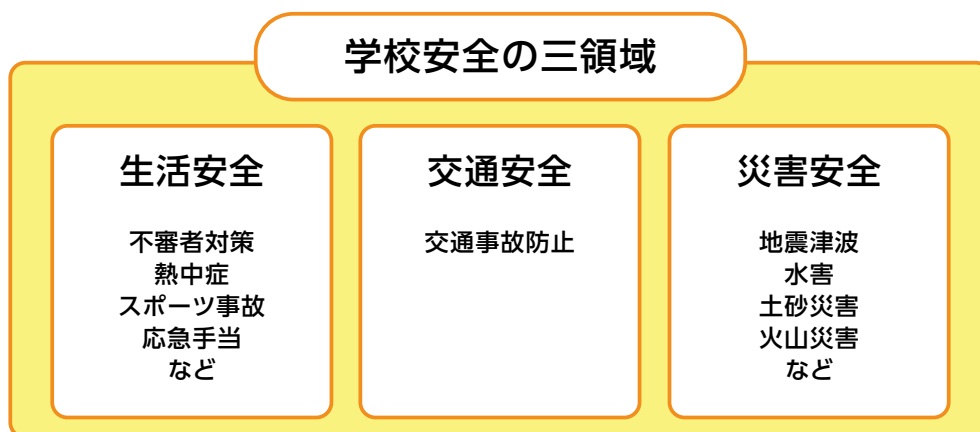 学校安全の三領域
生活安全
不審者対策
熱中症
スポーツ事故
応急手当
など
交通安全
交通事故防止
災害安全
地震津波
水害
土砂災害
火山災害
など